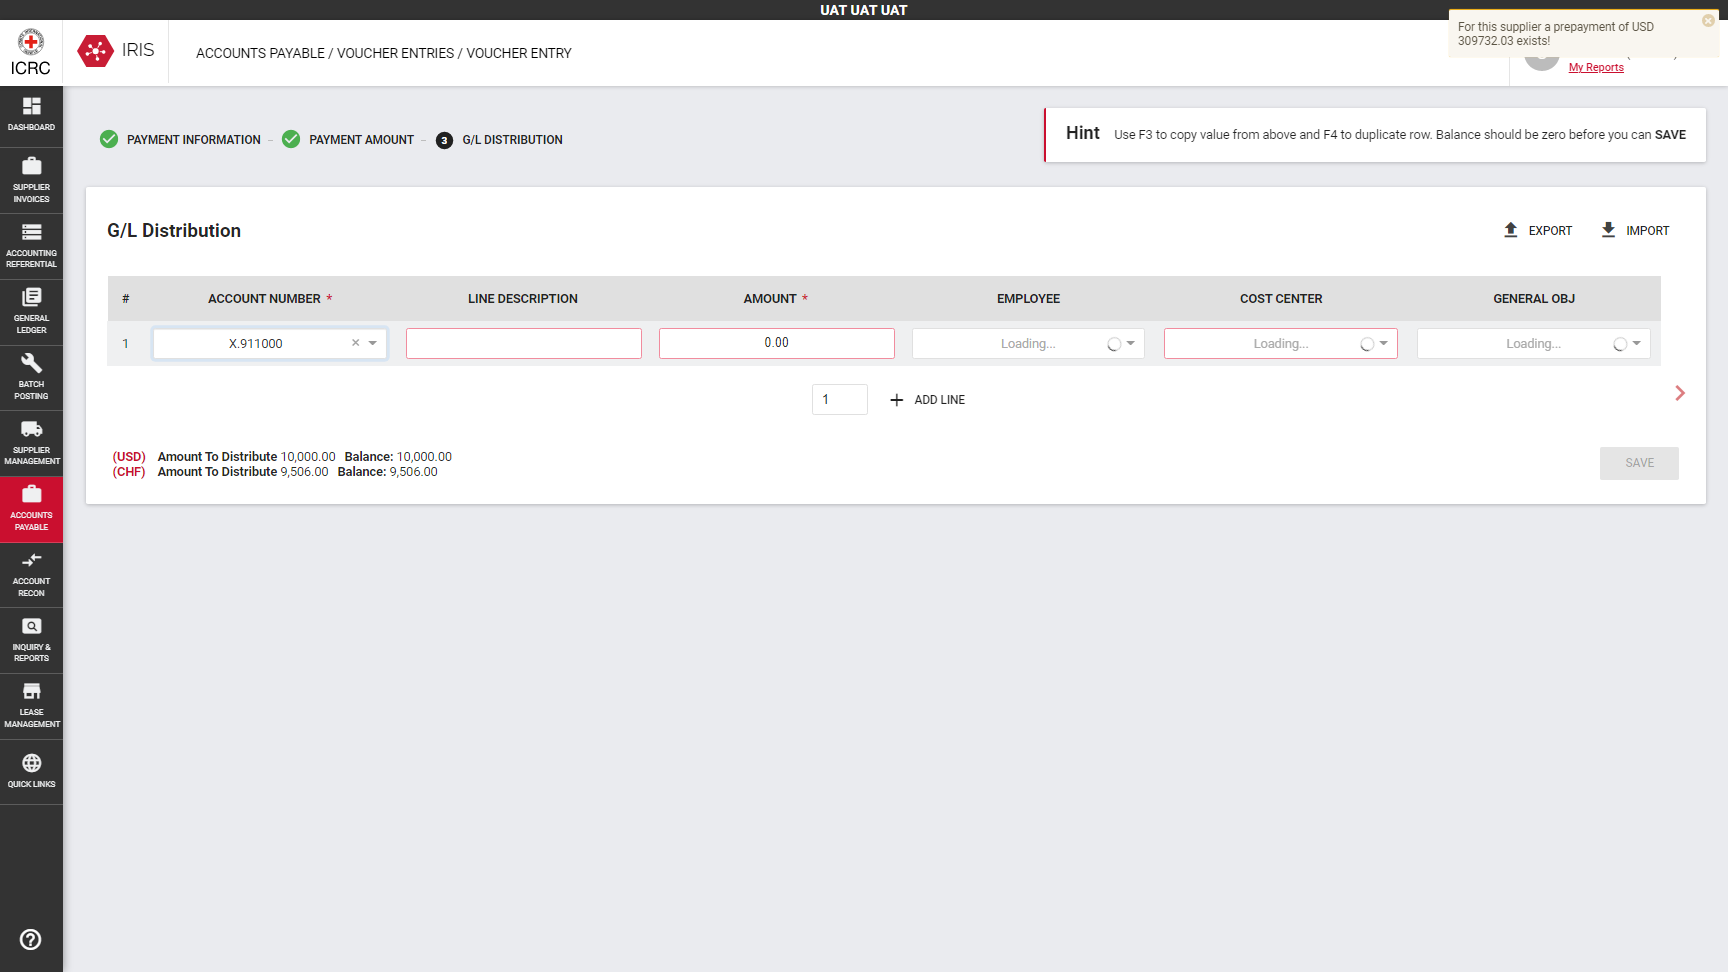 UAT UAT UAT
ICRC
IRIS
ACCOUNTS PAYABLE / VOUCHER ENTRIES / VOUCHER ENTRY
For this supplier a prepayment of USD
309732.03 exists!
My Reports
DASHBOARD
SUPPLIER
INVOICES
ACCOUNTING
REFERENTIAL
GENERAL
LEDGER
BATCH
POSTING
SUPPLIER
MANAGEMENT
ACCOUNTS
PAYABLE
ACCOUNT
RECON
INQUIRY &
REPORTS
LEASE
MANAGEMENT
QUICK LINKS
PAYMENT INFORMATION
PAYMENT AMOUNT
3 G/L DISTRIBUTION
Hint Use F3 to copy value from above and F4 to duplicate row. Balance should be zero before you can SAVE
G/L Distribution
EXPORT
IMPORT
# ACCOUNT NUMBER * LINE DESCRIPTION AMOUNT * EMPLOYEE COST CENTER GENERAL OBJ
1 X.911000 0.00 Loading... Loading... Loading...
1 ADD LINE
(USD) Amount To Distribute 10,000.00 Balance: 10,000.00
(CHF) Amount To Distribute 9,506.00 Balance: 9,506.00
SAVE